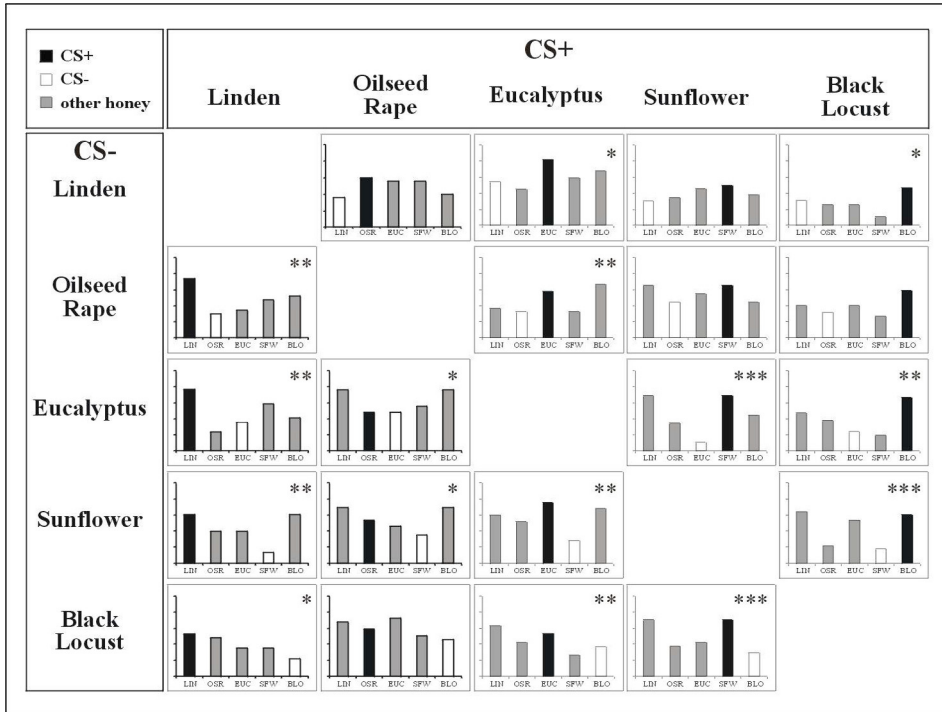 CS+
CS-
other honey
CS+
Linden
Oilseed
Rape
Eucalyptus
Sunflower
Black
Locust
CS-
Linden
LIN OSR EUC SFW BLO
*
LIN OSR EUC SFW BLO
LIN OSR EUC SFW BLO
*
LIN OSR EUC SFW BLO
Oilseed
Rape
**
LIN OSR EUC SFW BLO
**
LIN OSR EUC SFW BLO
LIN OSR EUC SFW BLO
LIN OSR EUC SFW BLO
Eucalyptus
**
LIN OSR EUC SFW BLO
*
LIN OSR EUC SFW BLO
***
LIN OSR EUC SFW BLO
**
LIN OSR EUC SFW BLO
Sunflower
**
LIN OSR EUC SFW BLO
*
LIN OSR EUC SFW BLO
**
LIN OSR EUC SFW BLO
***
LIN OSR EUC SFW BLO
Black
Locust
*
LIN OSR EUC SFW BLO
LIN OSR EUC SFW BLO
**
LIN OSR EUC SFW BLO
***
LIN OSR EUC SFW BLO